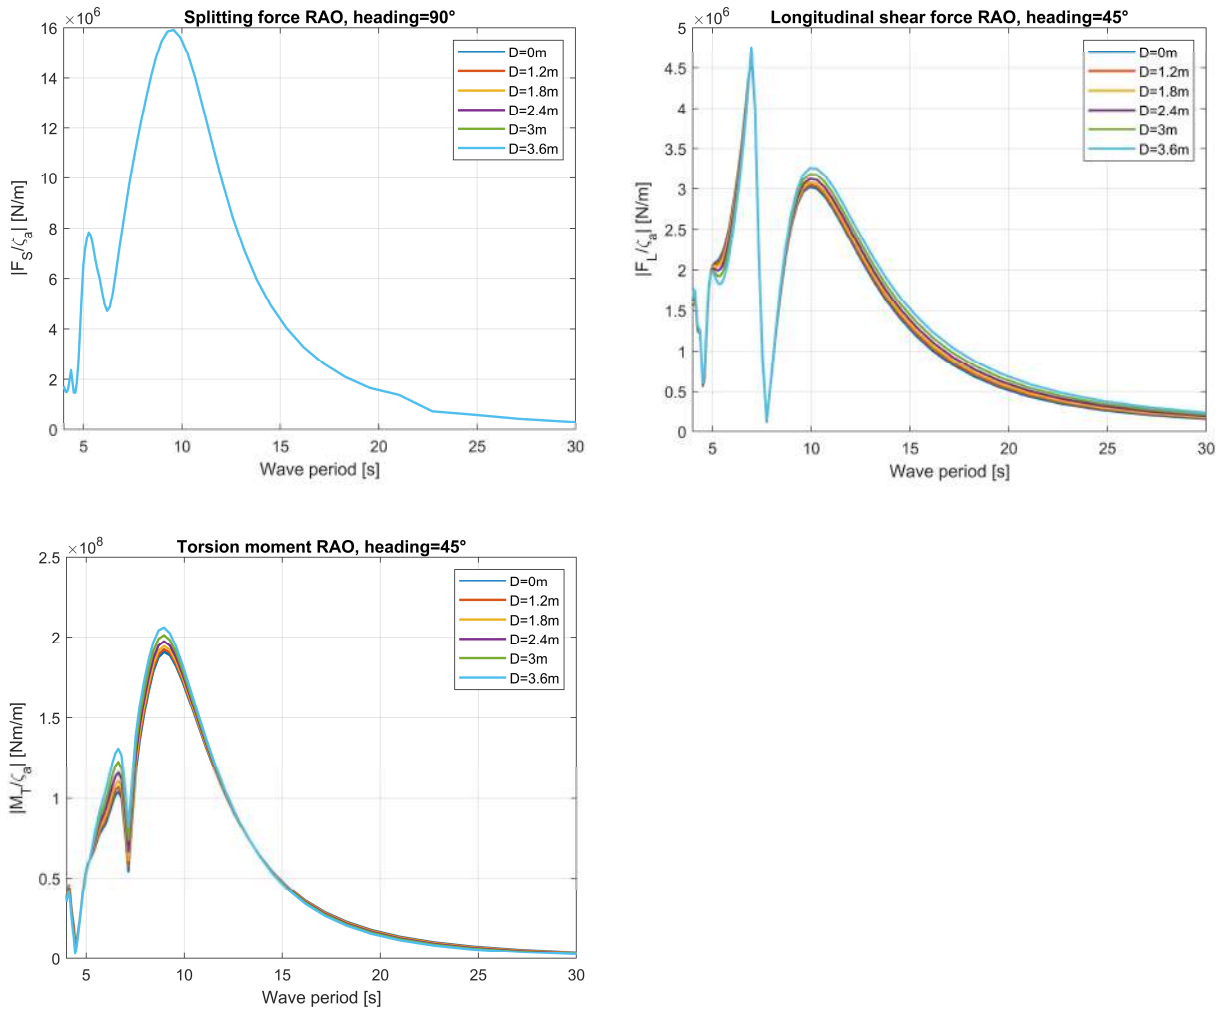 Splitting force RAO, heading=90°
×10^6
16
14
12
10
8
6
4
2
0
|F_S/ζ_a| [N/m]
5 10 15 20 25 30
Wave period [s]
D=0m
D=1.2m
D=1.8m
D=2.4m
D=3m
D=3.6m
Longitudinal shear force RAO, heading=45°
×10^6
5
4.5
4
3.5
3
2.5
2
1.5
1
0.5
0
|F_L/ζ_a| [N/m]
5 10 15 20 25 30
Wave period [s]
D=0m
D=1.2m
D=1.8m
D=2.4m
D=3m
D=3.6m
Torsion moment RAO, heading=45°
×10^8
2.5
2
1.5
1
0.5
0
|M_T/ζ_a| [Nm/m]
5 10 15 20 25 30
Wave period [s]
D=0m
D=1.2m
D=1.8m
D=2.4m
D=3m
D=3.6m